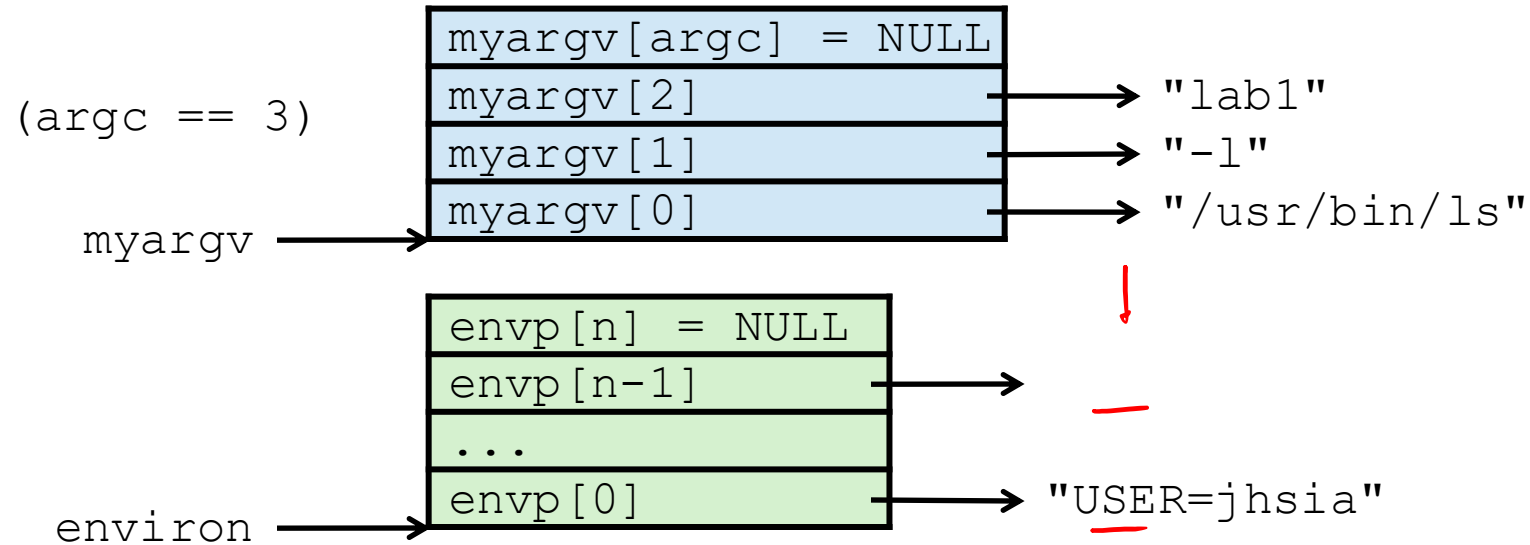 myargv[argc] = NULL
(argc == 3)
myargv[2]
"lab1"
myargv[1]
"-l"
myargv[0]
"/usr/bin/ls"
myargv
envp[n] = NULL
envp[n-1]
...
envp[0]
"USER=jhsia"
environ